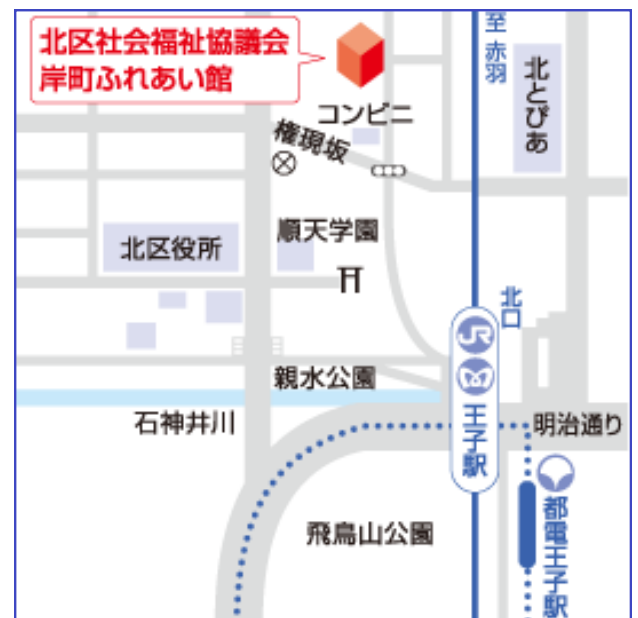 北区社会福祉協議会
岸町ふれあい館
至 赤羽
北とぴあ
コンビニ
権現坂
順天学園
北区役所
北口
JR
王子駅
親水公園
石神井川
明治通り
飛鳥山公園
都電王子駅